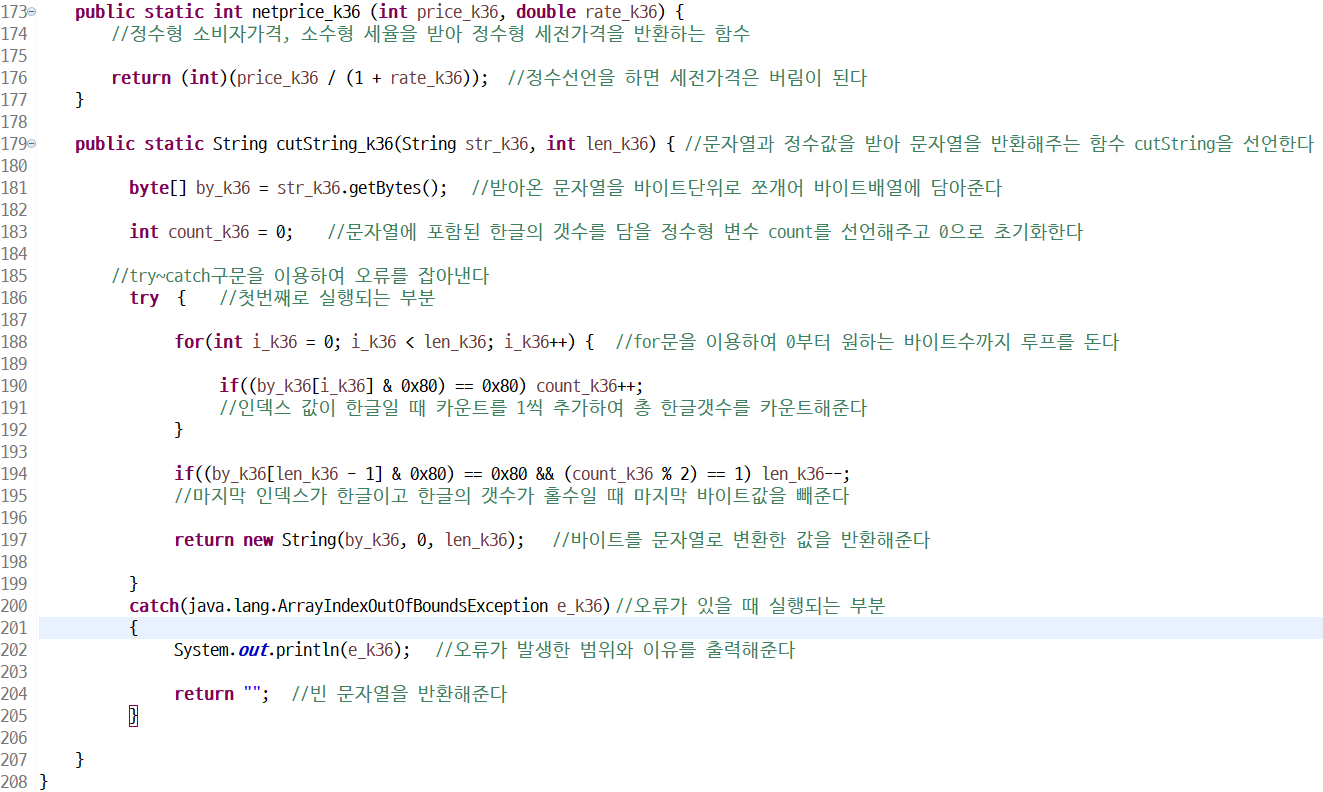 173 public static int netprice_k36 (int price_k36, double rate_k36) {
174 //정수형 소비자가격, 소수형 세율을 받아 정수형 세전가격을 반환하는 함수
175
176 return (int)(price_k36 / (1 + rate_k36)); //정수선언을 하면 세전가격은 버림이 된다
177 }
178
179 public static String cutString_k36(String str_k36, int len_k36) { //문자열과 정수값을 받아 문자열을 반환해주는 함수 cutString을 선언한다
180
181 byte[] by_k36 = str_k36.getBytes(); //받아온 문자열을 바이트단위로 쪼개어 바이트배열에 담아준다
182
183 int count_k36 = 0; //문자열에 포함된 한글의 갯수를 담을 정수형 변수 count를 선언해주고 0으로 초기화한다
184
185 //try~catch구문을 이용하여 오류를 잡아낸다
186 try { //첫번째로 실행되는 부분
187
188 for(int i_k36 = 0; i_k36 < len_k36; i_k36++) { //for문을 이용하여 0부터 원하는 바이트수까지 루프를 돈다
189
190 if((by_k36[i_k36] & 0x80) == 0x80) count_k36++;
191 //인덱스 값이 한글일 때 카운트를 1씩 추가하여 총 한글갯수를 카운트해준다
192 }
193
194 if((by_k36[len_k36 - 1] & 0x80) == 0x80 && (count_k36 % 2) == 1) len_k36--;
195 //마지막 인덱스가 한글이고 한글의 갯수가 홀수일 때 마지막 바이트값을 빼준다
196
197 return new String(by_k36, 0, len_k36); //바이트를 문자열로 변환한 값을 반환해준다
198
199 }
200 catch(java.lang.ArrayIndexOutOfBoundsException e_k36)//오류가 있을 때 실행되는 부분
201 {
202 System.out.println(e_k36); //오류가 발생한 범위와 이유를 출력해준다
203
204 return ""; //빈 문자열을 반환해준다
205 }
206
207 }
208 }